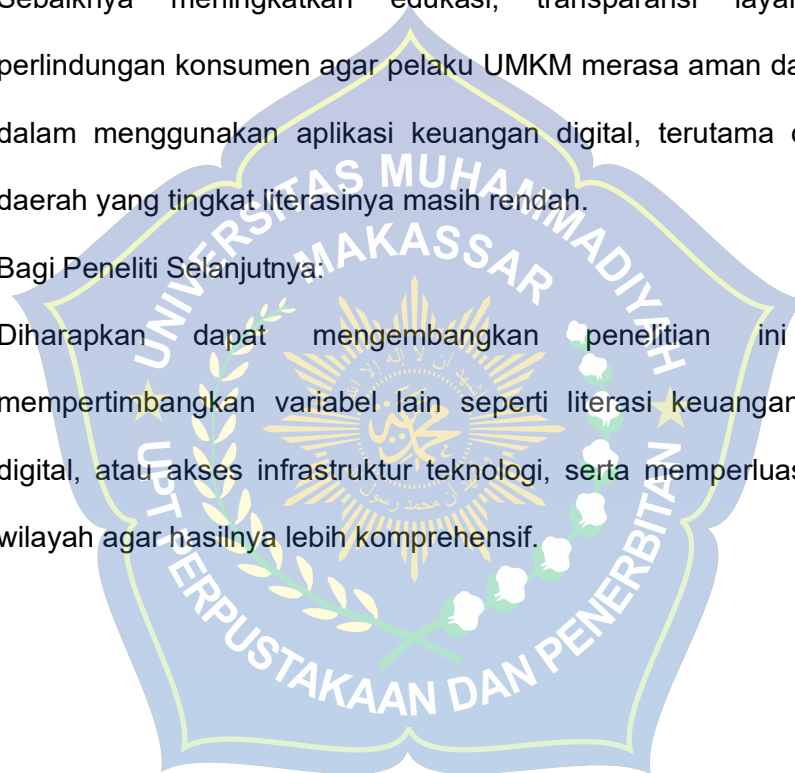 Sebaiknya meningkatkan edukasi, transparansi
perlindungan konsumen agar pelaku UMKM merasa aman
dalam menggunakan aplikasi keuangan digital, terutama
daerah yang tingkat literasinya masih rendah.
Bagi Peneliti Selanjutnya:
Diharapkan dapat mengembangkan penelitian ini
mempertimbangkan variabel lain seperti literasi keuangan
digital, atau akses infrastruktur teknologi, serta memperluas
wilayah agar hasilnya lebih komprehensif.
UNIVERSITAS MUHAMMADIYAH
MAKASSAR
UPT PERPUSTAKAAN DAN PENERBITAN